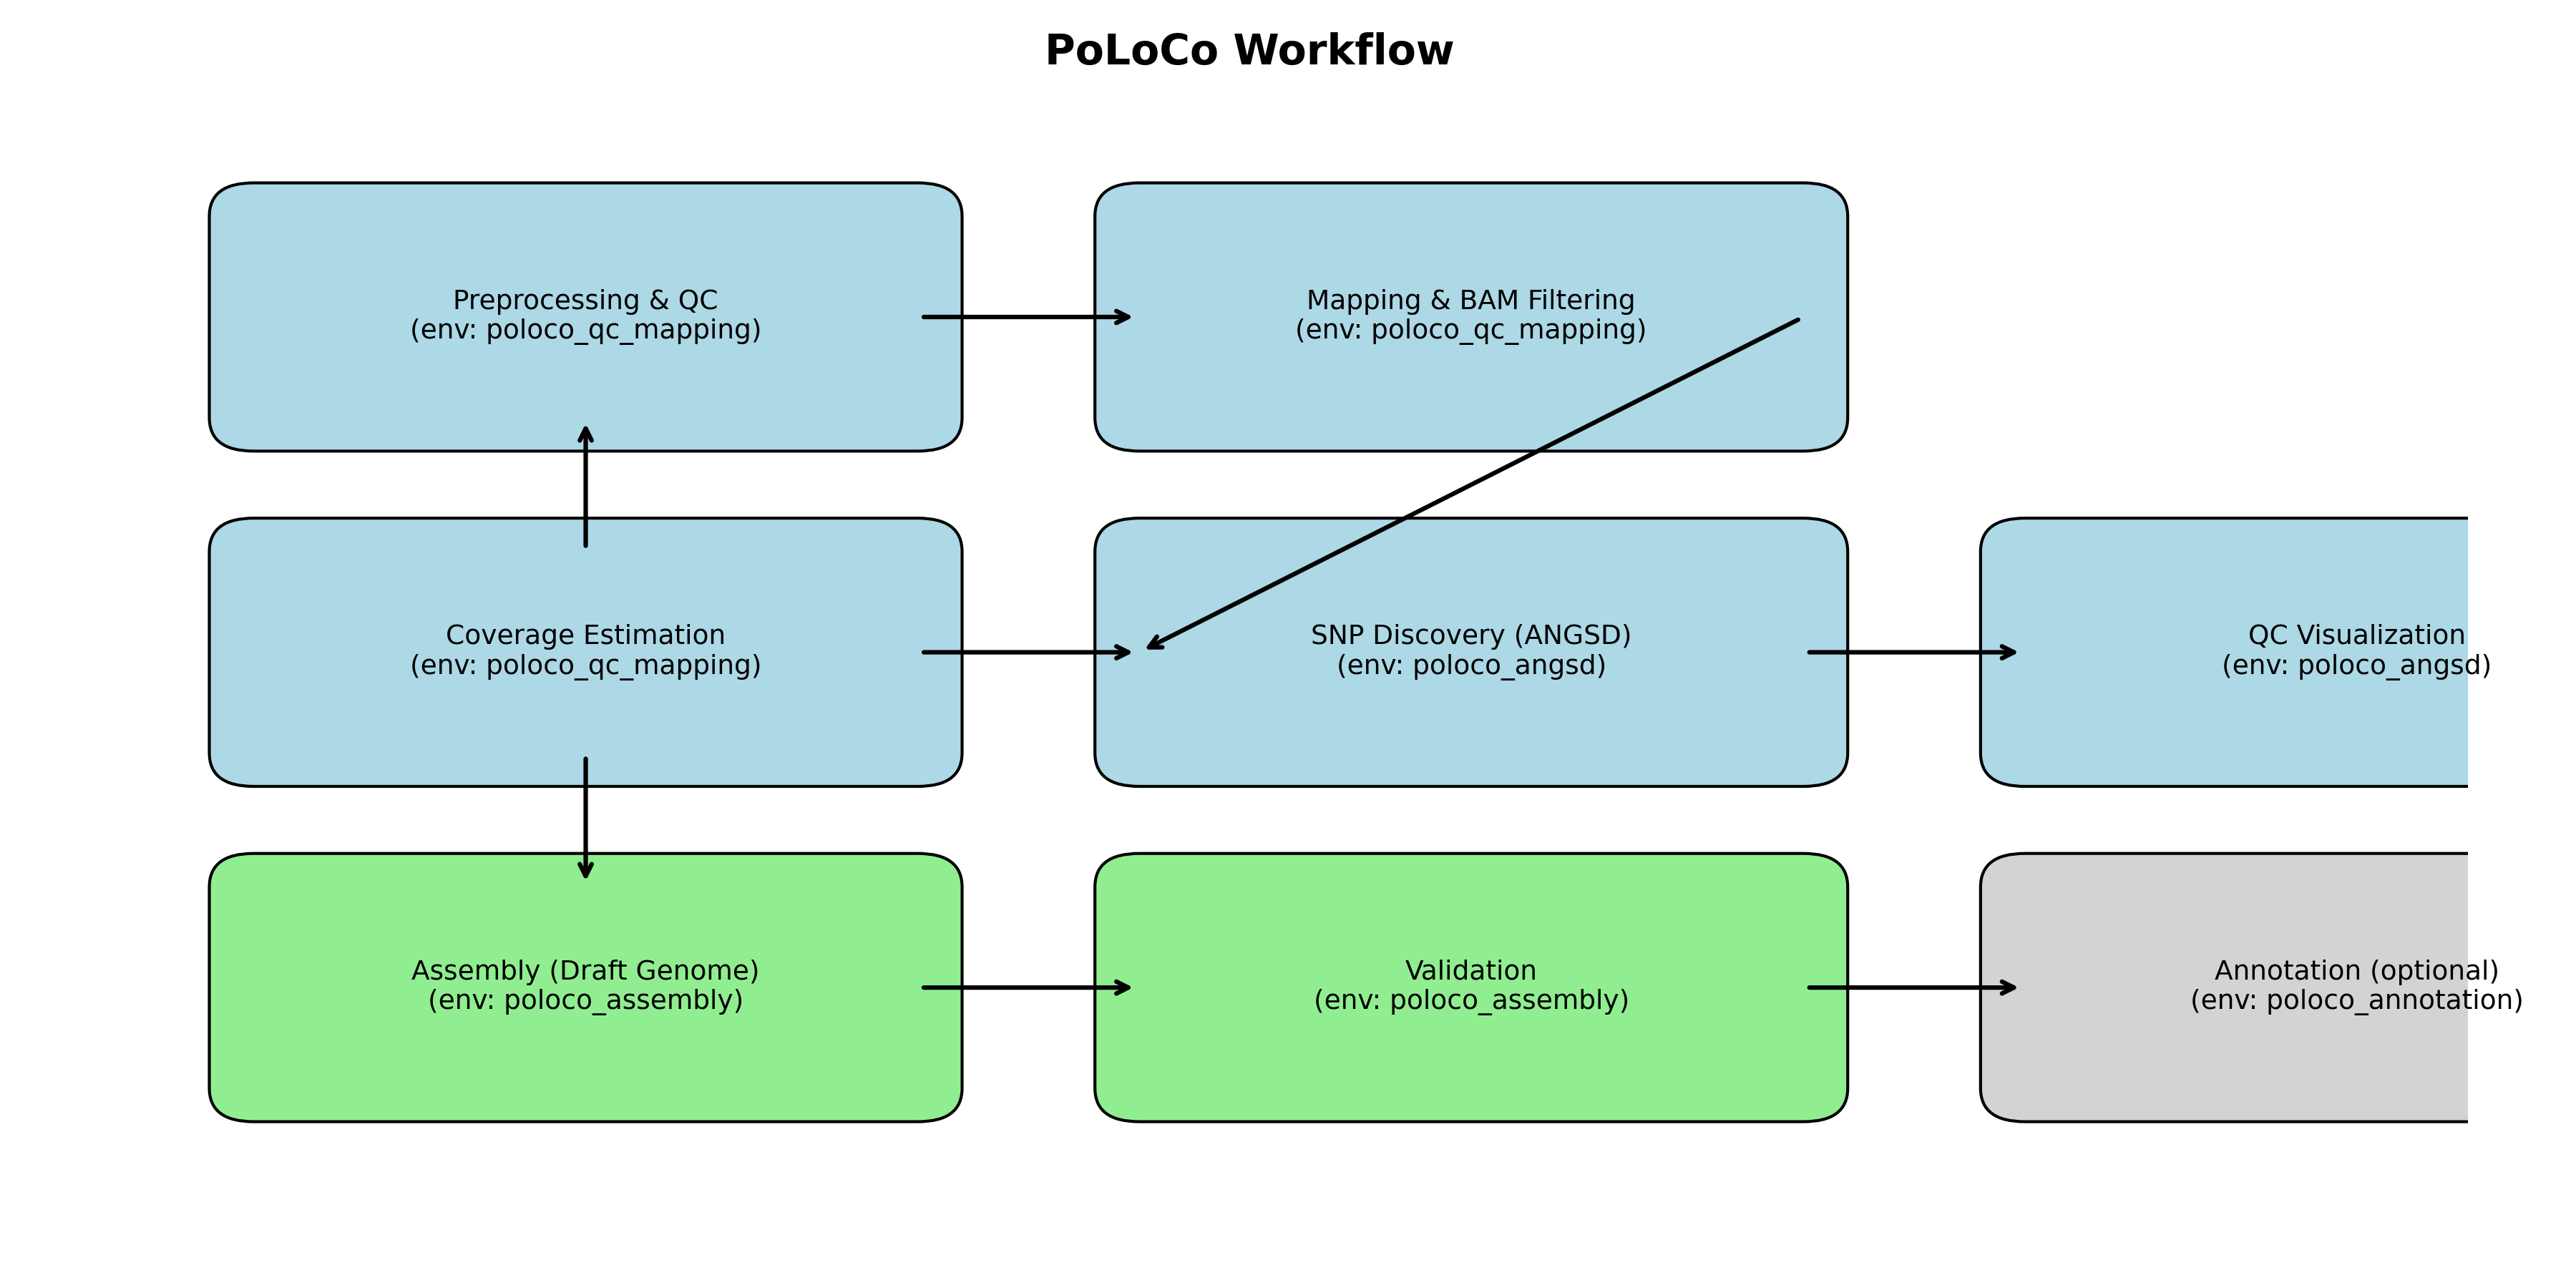 PoLoCo Workflow
Preprocessing & QC
(env: poloco_qc_mapping)
Mapping & BAM Filtering
(env: poloco_qc_mapping)
Coverage Estimation
(env: poloco_qc_mapping)
SNP Discovery (ANGSD)
(env: poloco_angsd)
QC Visualization
(env: poloco_angsd)
Assembly (Draft Genome)
(env: poloco_assembly)
Validation
(env: poloco_assembly)
Annotation (optional)
(env: poloco_annotation)